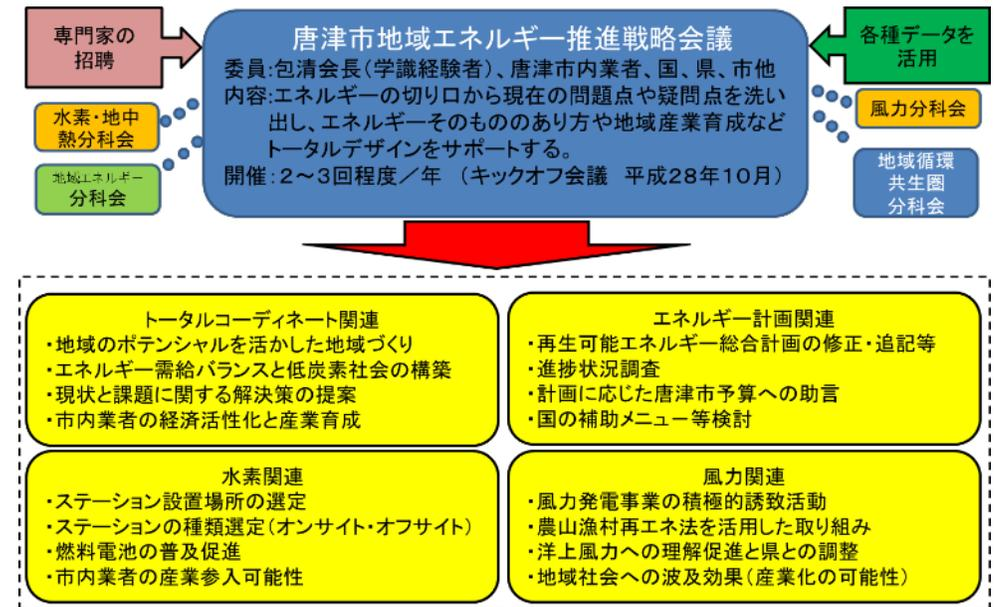 専門家の
招聘
唐津市地域エネルギー推進戦略会議
委員:包清会長(学識経験者)、唐津市内業者、国、県、市他
内容:エネルギーの切り口から現在の問題点や疑問点を洗い
出し、エネルギーそのもののあり方や地域産業育成など
トータルデザインをサポートする。
開催:2~3回程度/年 (キックオフ会議 平成28年10月)
各種データを
活用
水素・地中
熱分科会
地域エネルギー
分科会
風力分科会
地域循環
共生圏
分科会
トータルコーディネート関連
・地域のポテンシャルを活かした地域づくり
・エネルギー需給バランスと低炭素社会の構築
・現状と課題に関する解決策の提案
・市内業者の経済活性化と産業育成
エネルギー計画関連
・再生可能エネルギー総合計画の修正・追記等
・進捗状況調査
・計画に応じた唐津市予算への助言
・国の補助メニュー等検討
水素関連
・ステーション設置場所の選定
・ステーションの種類選定(オンサイト・オフサイト)
・燃料電池の普及促進
・市内業者の産業参入可能性
風力関連
・風力発電事業の積極的誘致活動
・農山漁村再エネ法を活用した取り組み
・洋上風力への理解促進と県との調整
・地域社会への波及効果(産業化の可能性)